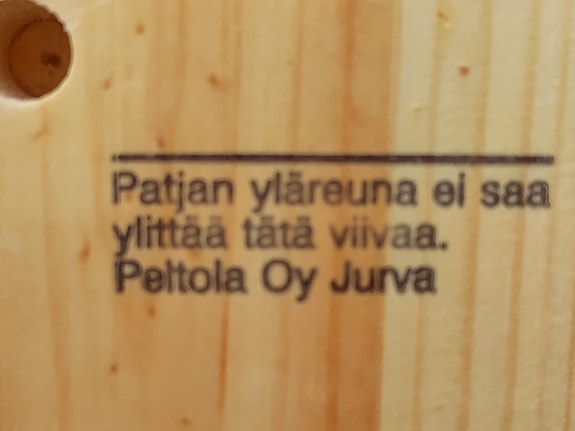 Patjan yläreuna ei saa
ylittää tätä viivaa.
Peltola Oy Jurva